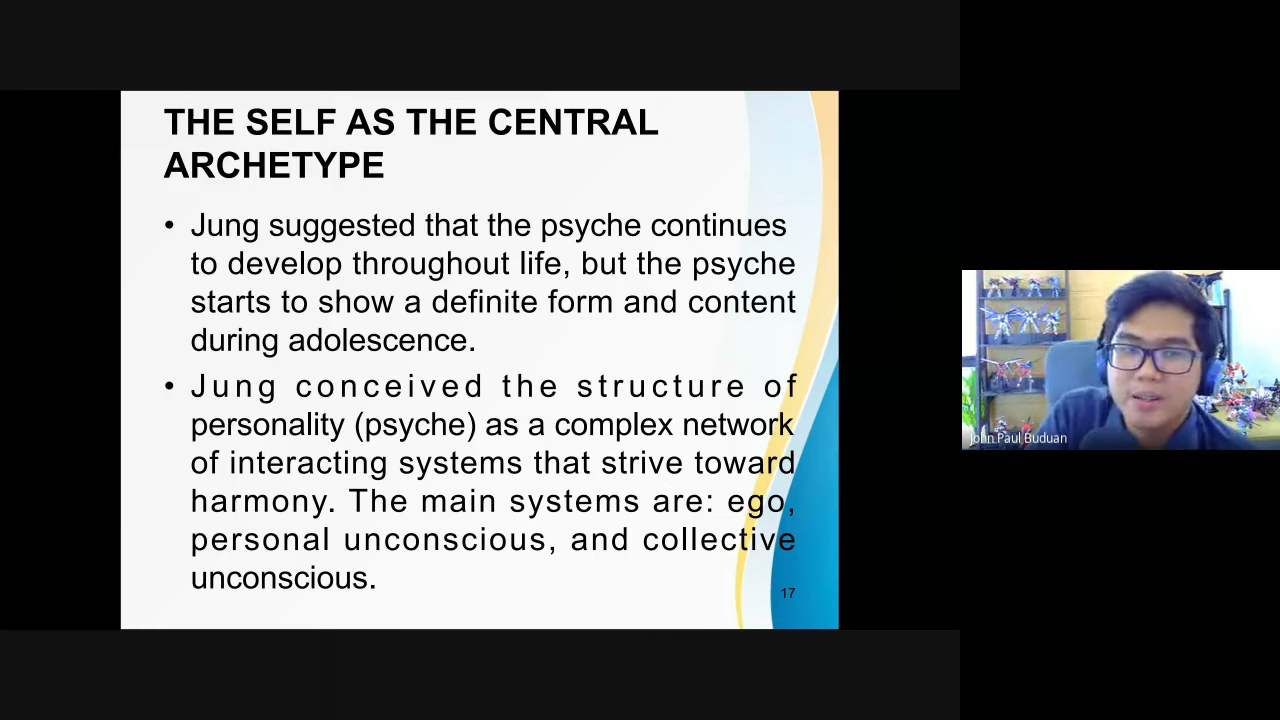 THE SELF AS THE CENTRAL
ARCHETYPE
• Jung suggested that the psyche continues
to develop throughout life, but the psyche
starts to show a definite form and content
during adolescence.
• Jung conceived the structure of
personality (psyche) as a complex network
of interacting systems that strive toward
harmony. The main systems are: ego,
personal unconscious, and collective
unconscious.
17
John Paul Buduan